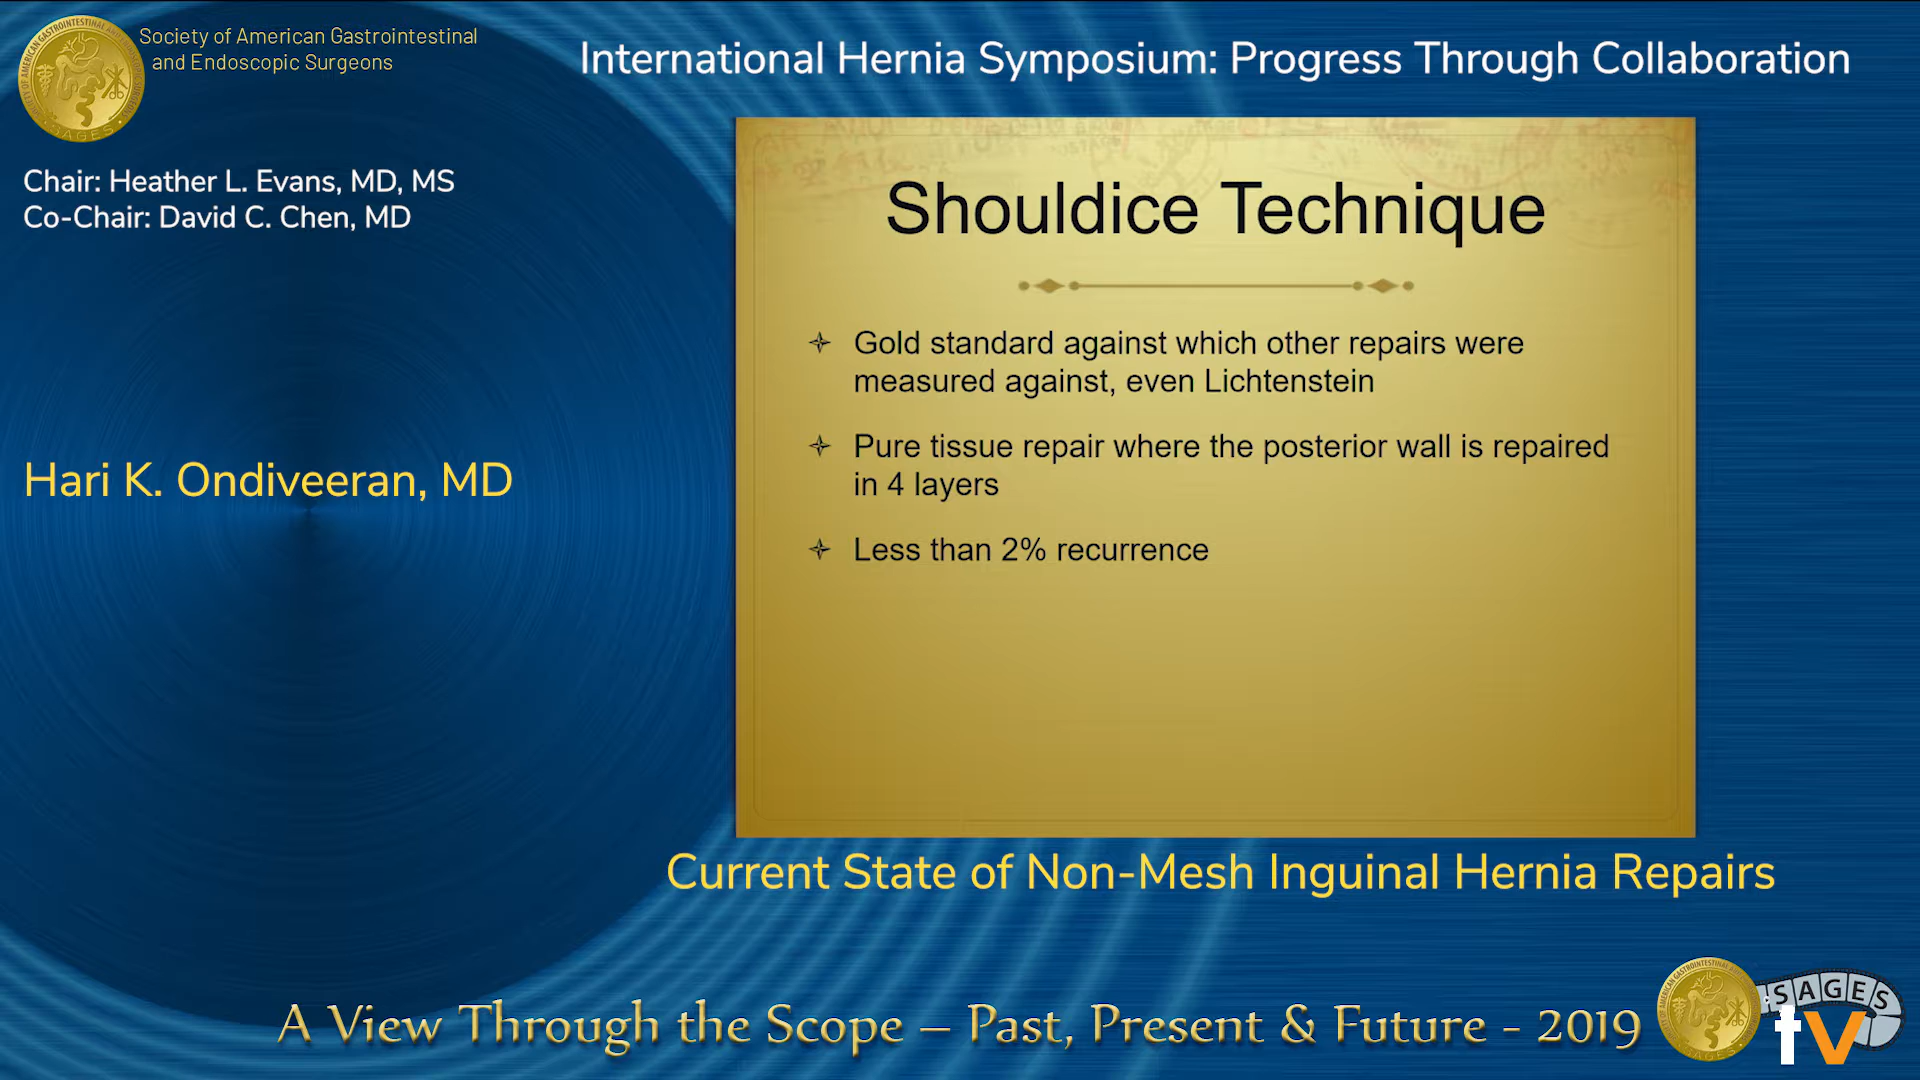 Society of American Gastrointestinal
and Endoscopic Surgeons
International Hernia Symposium: Progress Through Collaboration
Chair: Heather L. Evans, MD, MS
Co-Chair: David C. Chen, MD
Hari K. Ondiveeran, MD
Shouldice Technique
Gold standard against which other repairs were
measured against, even Lichtenstein
Pure tissue repair where the posterior wall is repaired
in 4 layers
Less than 2% recurrence
Current State of Non-Mesh Inguinal Hernia Repairs
A View Through the Scope – Past, Present & Future - 2019
SAGES
tv